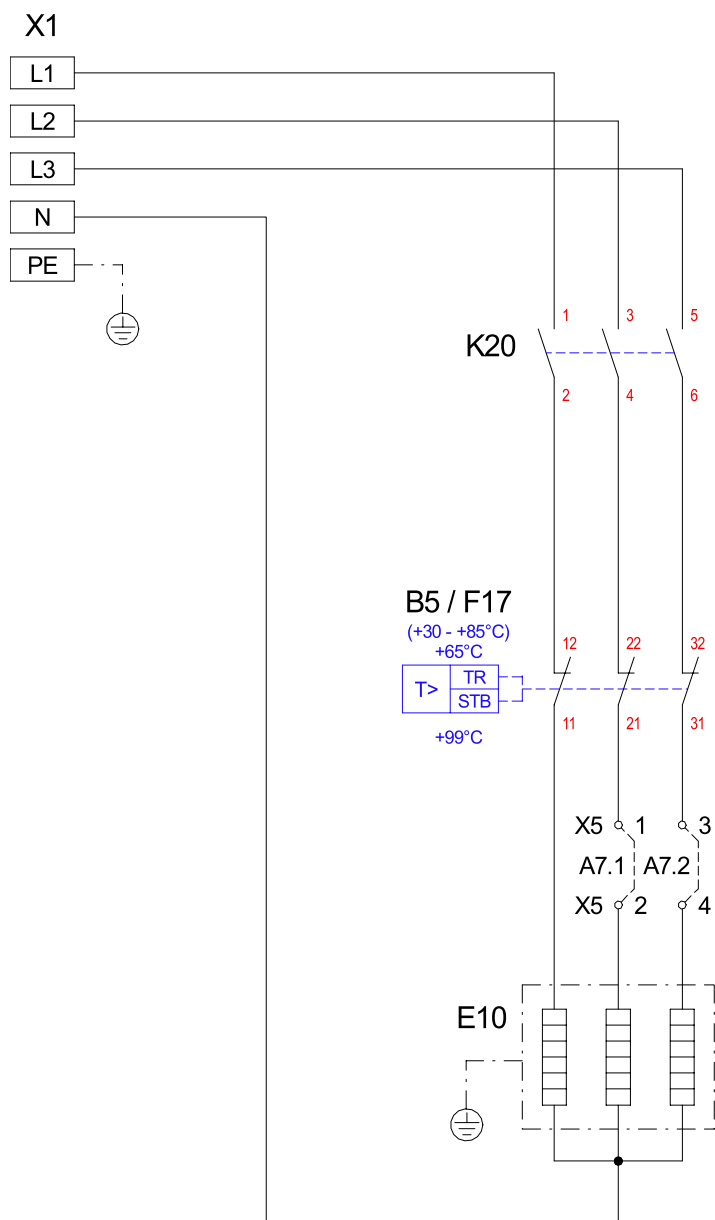 X1
L1
L2
L3
N
PE
1 3 5
K20
2 4 6
B5 / F17
(+30 - +85°C)
+65°C
12 22 32
T> TR
STB
11 21 31
+99°C
X5 1 3
A7.1 A7.2
X5 2 4
E10